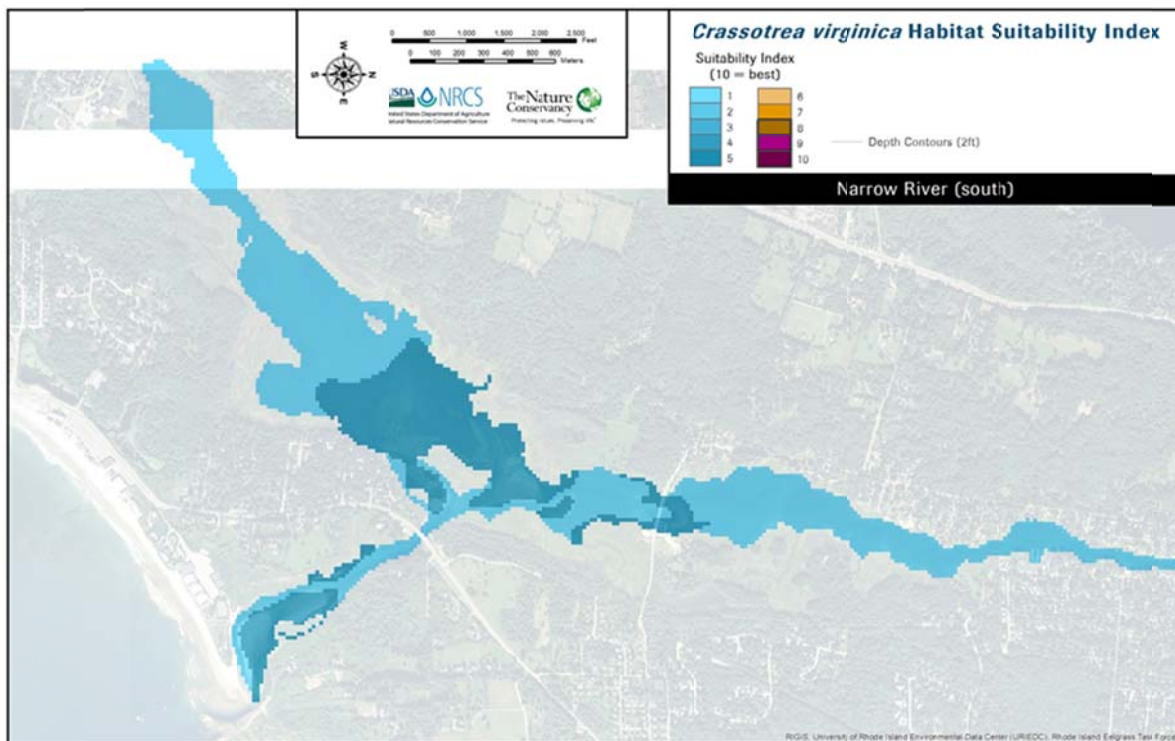 W
S
N
E
0 500 1,000 1,500 2,000 2,500
Feet
0 100 200 300 400 500 600
Meters
USDA NRCS
United States Department of Agriculture
Natural Resources Conservation Service
The Nature
Conservancy
Protecting nature. Preserving life.
Crassotrea virginica Habitat Suitability Index
Suitability Index
(10 = best)
1 6
2 7
3 8
4 9
5 10
Depth Contours (2ft)
Narrow River (south)
RIGIS, University of Rhode Island Environmental Data Center (URIEDC), Rhode Island Eelgrass Task Force